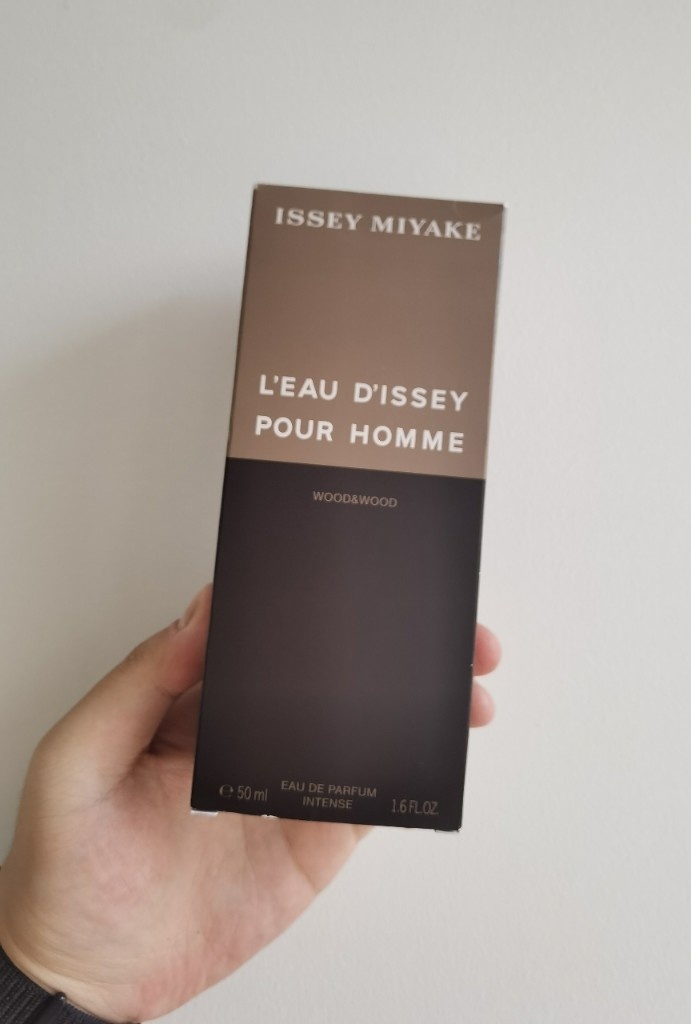 ISSEY MIYAKE
L'EAU D'ISSEY
POUR HOMME
WOOD&WOOD
℮ 50 ml
EAU DE PARFUM
INTENSE
1.6 FL.OZ.